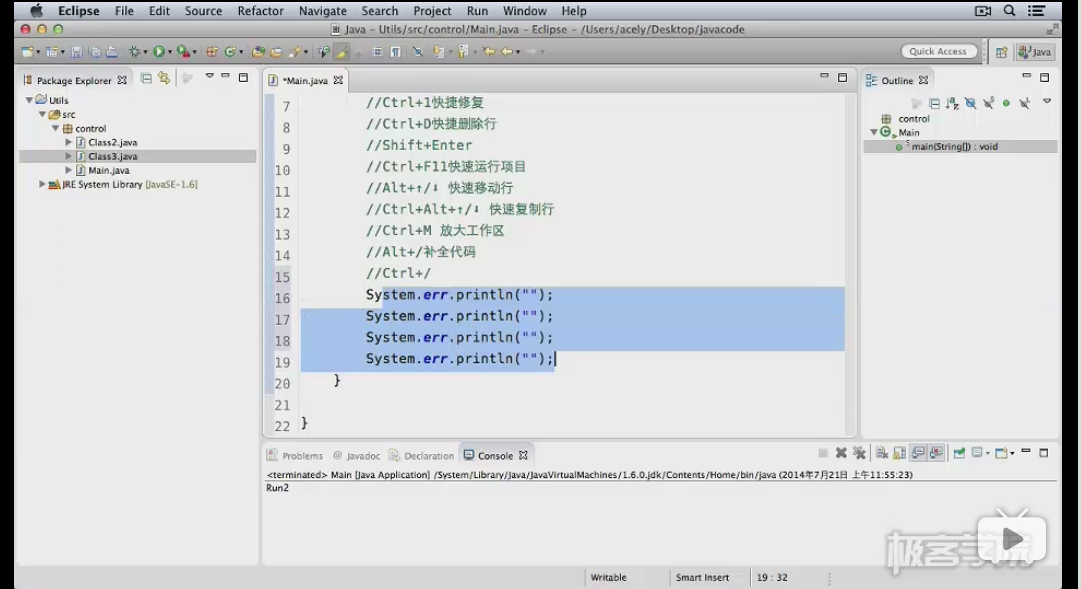 Eclipse File Edit Source Refactor Navigate Search Project Run Window Help
Java – Utils/src/control/Main.java – Eclipse – /Users/acely/Desktop/javacode
Quick Access
Java
Package Explorer
Utils
src
control
Class2.java
Class3.java
Main.java
JRE System Library [JavaSE-1.6]
*Main.java
7 //Ctrl+1快捷修复
8 //Ctrl+D快捷删除行
9 //Shift+Enter
10 //Ctrl+F11快速运行项目
11 //Alt+↑/↓ 快速移动行
12 //Ctrl+Alt+↑/↓ 快速复制行
13 //Ctrl+M 放大工作区
14 //Alt+/补全代码
15 //Ctrl+/
16 System.err.println("");
17 System.err.println("");
18 System.err.println("");
19 System.err.println("");
20 }
21
22 }
Outline
control
Main
main(String[]) : void
Problems @ Javadoc Declaration Console
<terminated> Main [Java Application] /System/Library/Java/JavaVirtualMachines/1.6.0.jdk/Contents/Home/bin/java (2014年7月21日 上午11:55:23)
Run2
极客学院
Writable Smart Insert 19 : 32